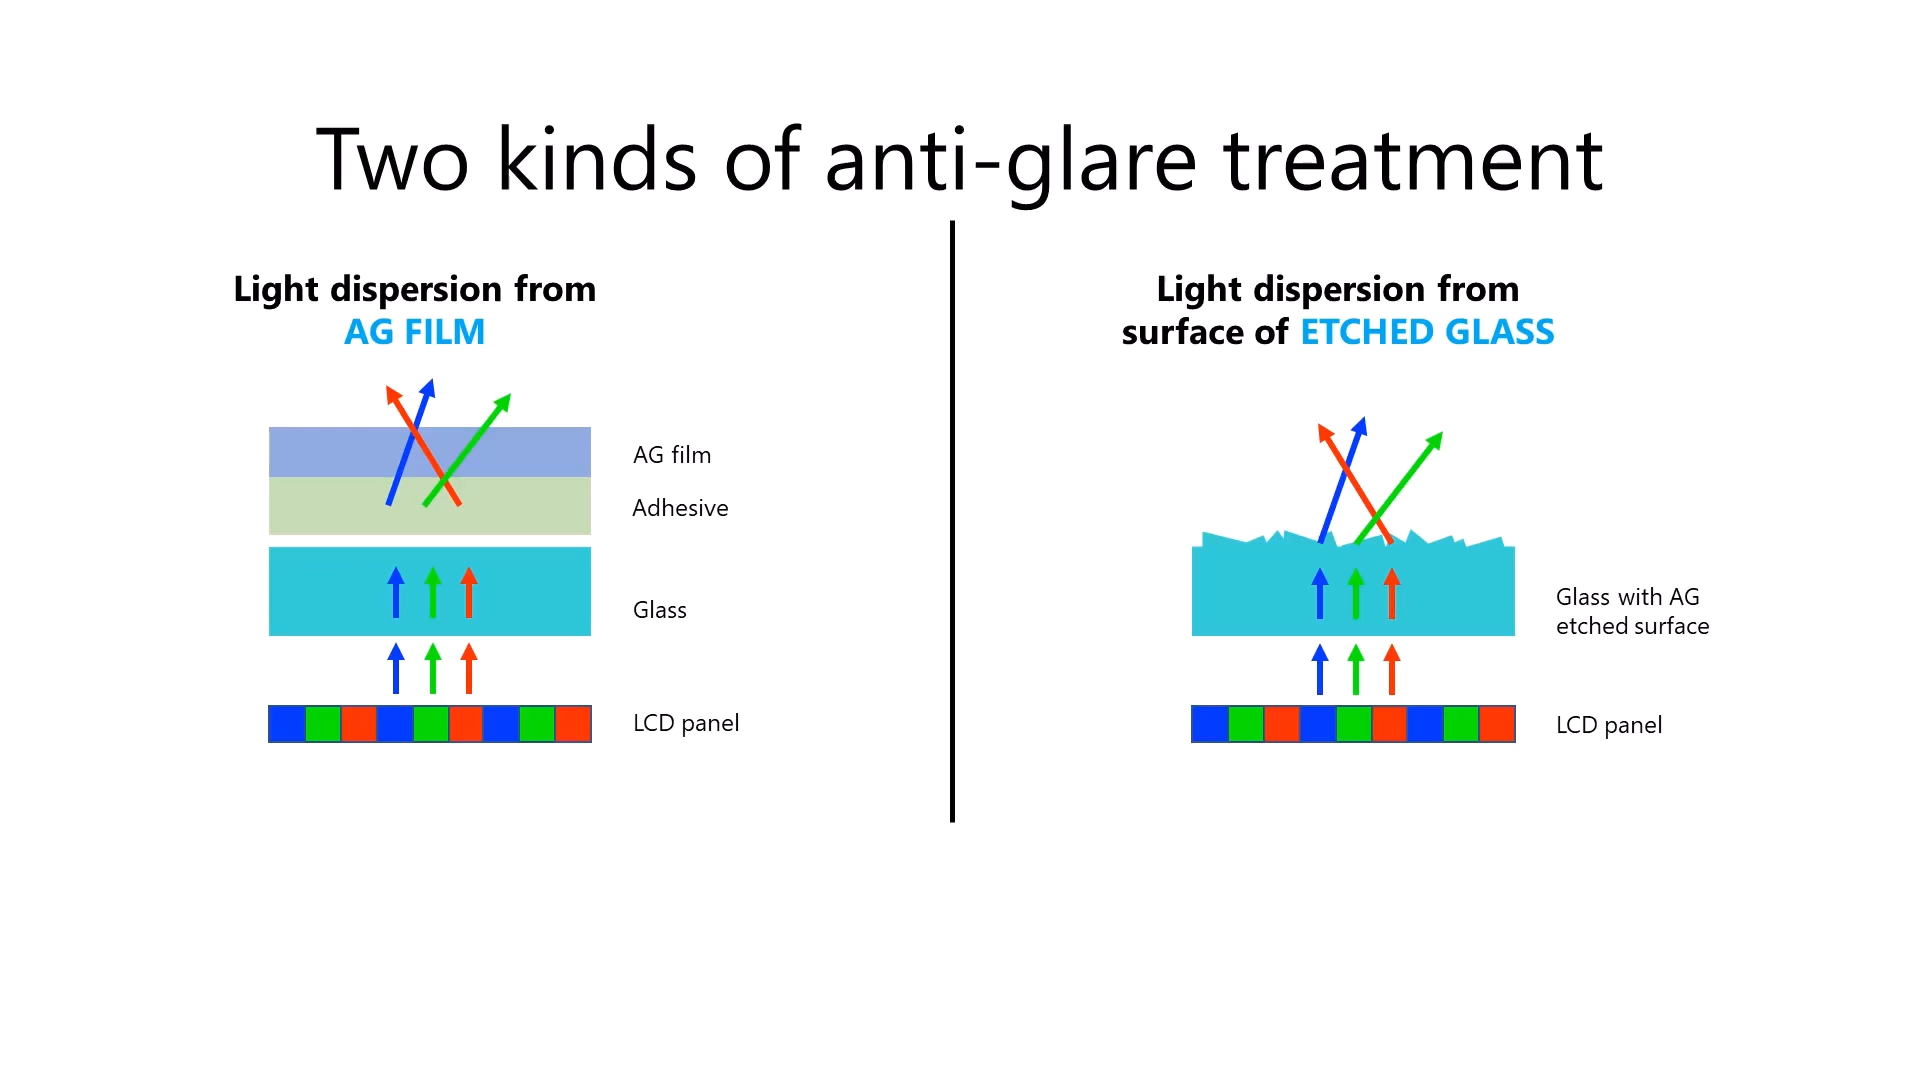 Two kinds of anti-glare treatment
Light dispersion from
AG FILM
AG film
Adhesive
Glass
LCD panel
Light dispersion from
surface of ETCHED GLASS
Glass with AG
etched surface
LCD panel